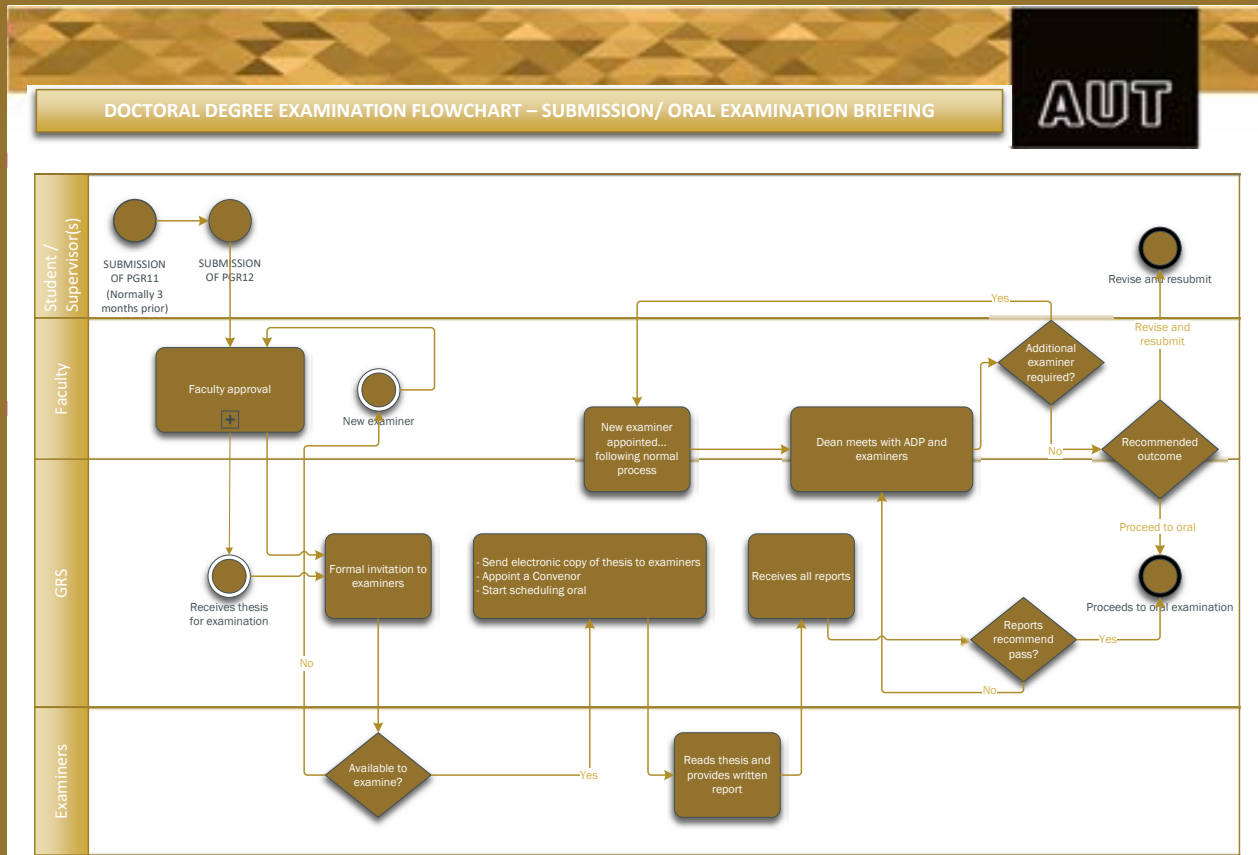 AUT
DOCTORAL DEGREE EXAMINATION FLOWCHART – SUBMISSION/ ORAL EXAMINATION BRIEFING
Student /
Supervisor(s)
SUBMISSION
OF PGR11
(Normally 3
months prior)
SUBMISSION
OF PGR12
Revise and resubmit
Yes
Faculty
Faculty approval
New examiner
New examiner
appointed...
following normal
process
Dean meets with ADP and
examiners
Additional
examiner
required?
No
Revise and
resubmit
Recommended
outcome
Proceed to oral
GRS
Receives thesis
for examination
Formal invitation to
examiners
- Send electronic copy of thesis to examiners
- Appoint a Convenor
- Start scheduling oral
Receives all reports
Reports
recommend
pass?
Yes
No
Proceeds to oral examination
No
Examiners
Available to
examine?
Yes
Reads thesis and
provides written
report